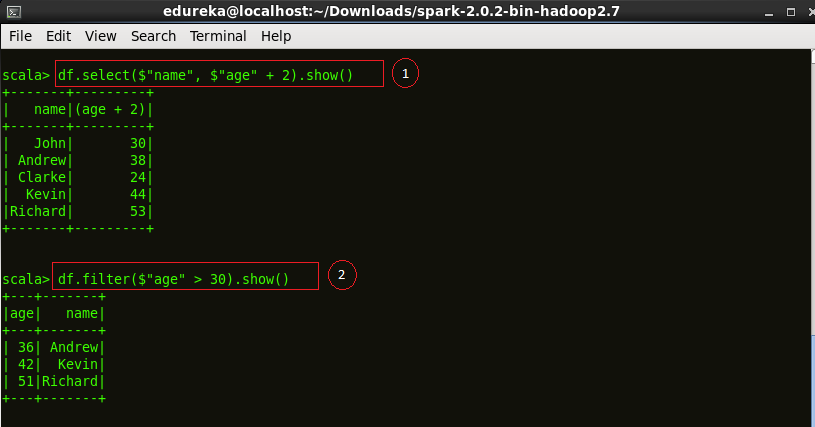 edureka@localhost:~/Downloads/spark-2.0.2-bin-hadoop2.7
File Edit View Search Terminal Help
scala> df.select($"name", $"age" + 2).show() 1
+-------+---------+
|   name|(age + 2)|
+-------+---------+
|   John|       30|
| Andrew|       38|
| Clarke|       24|
|  Kevin|       44|
|Richard|       53|
+-------+---------+
scala> df.filter($"age" > 30).show() 2
+---+-------+
|age|   name|
+---+-------+
| 36| Andrew|
| 42|  Kevin|
| 51|Richard|
+---+-------+